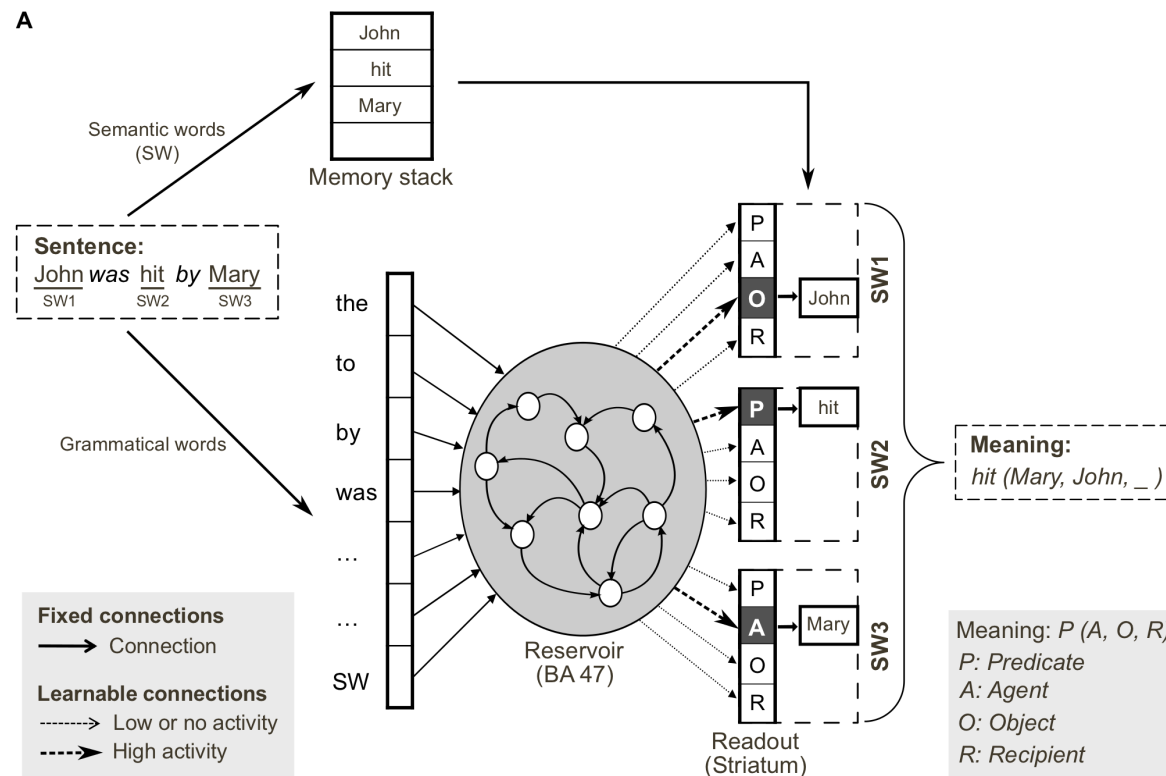 A
John
hit
Mary
Semantic words
(SW)
Memory stack
Sentence:
John was hit by Mary
SW1 SW2 SW3
Grammatical words
the
to
by
was
...
...
SW
Reservoir
(BA 47)
P
A
O
R
John
SW1
P
A
O
R
hit
SW2
P
A
O
R
Mary
SW3
Readout
(Striatum)
Meaning:
hit (Mary, John, _ )
Fixed connections
Connection
Learnable connections
Low or no activity
High activity
Meaning: P (A, O, R)
P: Predicate
A: Agent
O: Object
R: Recipient